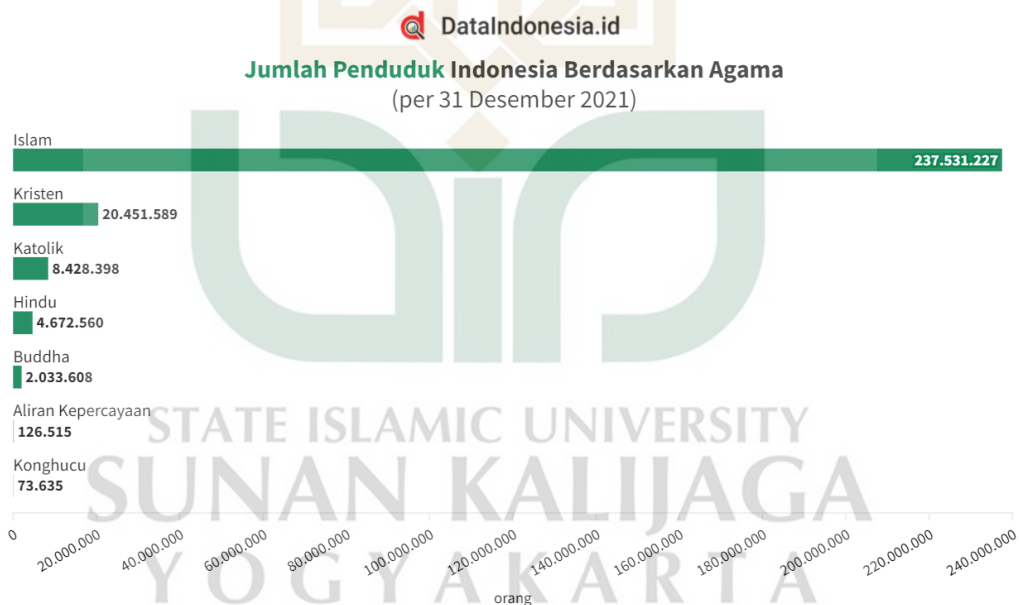 DataIndonesia.id
Jumlah Penduduk Indonesia Berdasarkan Agama
(per 31 Desember 2021)
Islam
237.531.227
Kristen
20.451.589
Katolik
8.428.398
Hindu
4.672.560
Buddha
2.033.608
Aliran Kepercayaan
126.515
Konghucu
73.635
STATE ISLAMIC UNIVERSITY
SUNAN KALIJAGA
YOGYAKARTA
0
20.000.000
40.000.000
60.000.000
80.000.000
100.000.000
120.000.000
140.000.000
160.000.000
180.000.000
200.000.000
220.000.000
240.000.000
orang